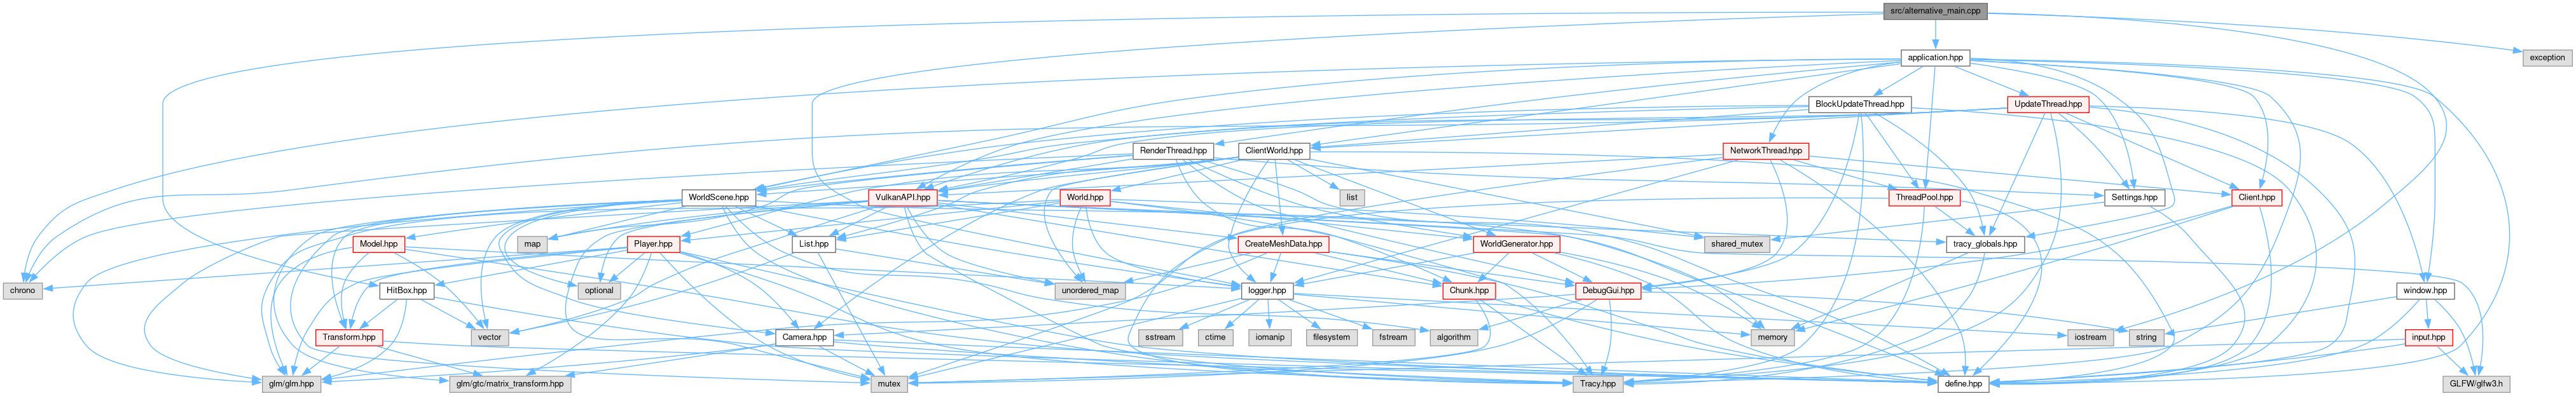 src/alternative_main.cpp
application.hpp
exception
BlockUpdateThread.hpp
UpdateThread.hpp
RenderThread.hpp
ClientWorld.hpp
NetworkThread.hpp
WorldScene.hpp
VulkanAPI.hpp
World.hpp
list
ThreadPool.hpp
Settings.hpp
Client.hpp
Model.hpp
map
Player.hpp
List.hpp
CreateMeshData.hpp
WorldGenerator.hpp
shared_mutex
tracy_globals.hpp
chrono
HitBox.hpp
optional
unordered_map
logger.hpp
Chunk.hpp
DebugGui.hpp
window.hpp
Transform.hpp
vector
Camera.hpp
sstream
ctime
iomanip
filesystem
fstream
algorithm
memory
iostream
string
input.hpp
glm/glm.hpp
glm/gtc/matrix_transform.hpp
mutex
Tracy.hpp
define.hpp
GLFW/glfw3.h